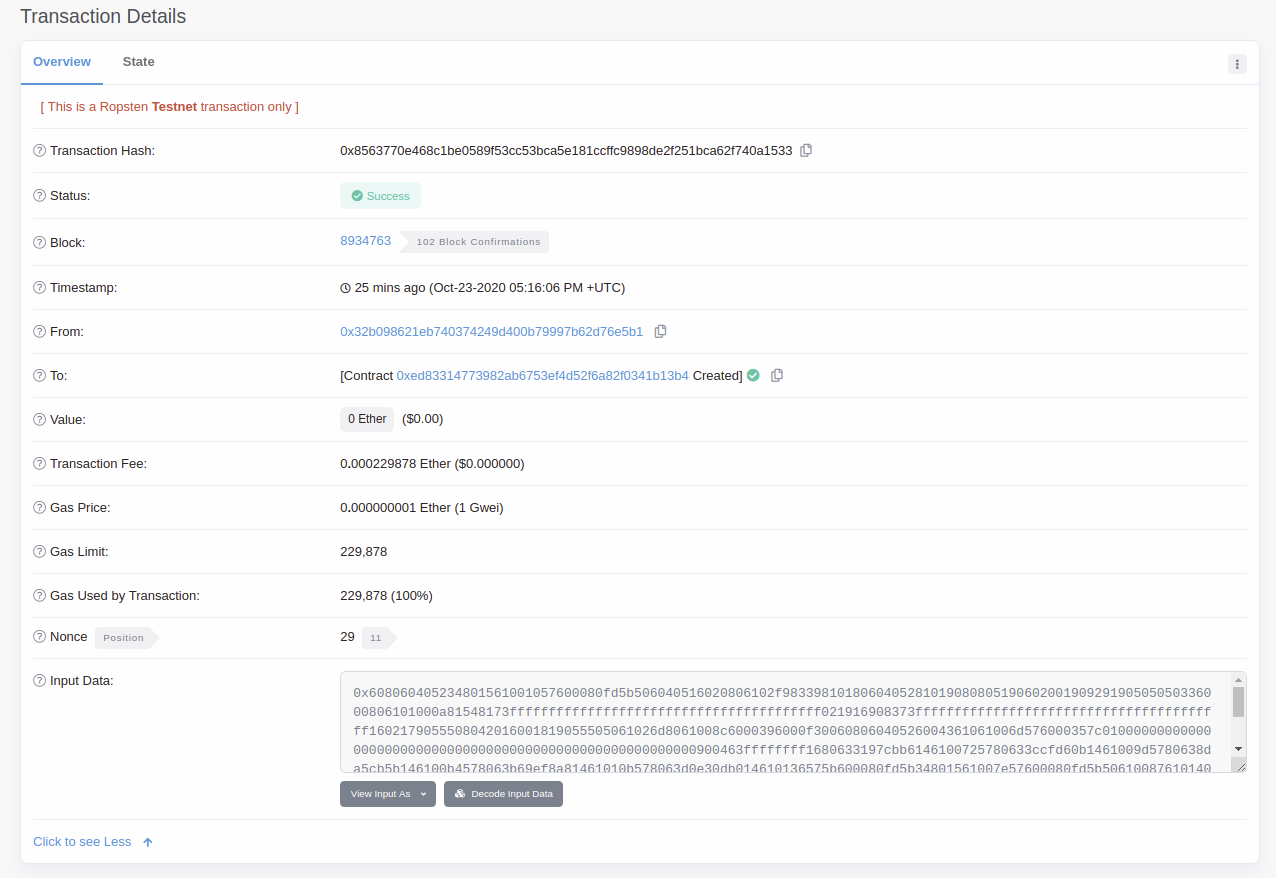 Transaction Details
Overview State
[ This is a Ropsten Testnet transaction only ]
Transaction Hash: 0x8563770e468c1be0589f53cc53bca5e181ccffc9898de2f251bca62f740a1533
Status: Success
Block: 8934763 102 Block Confirmations
Timestamp: 25 mins ago (Oct-23-2020 05:16:06 PM +UTC)
From: 0x32b098621eb740374249d400b79997b62d76e5b1
To: [Contract 0xed83314773982ab6753ef4d52f6a82f0341b13b4 Created]
Value: 0 Ether ($0.00)
Transaction Fee: 0.000229878 Ether ($0.000000)
Gas Price: 0.000000001 Ether (1 Gwei)
Gas Limit: 229,878
Gas Used by Transaction: 229,878 (100%)
Nonce Position 29 11
Input Data:
View Input As Decode Input Data
Click to see Less